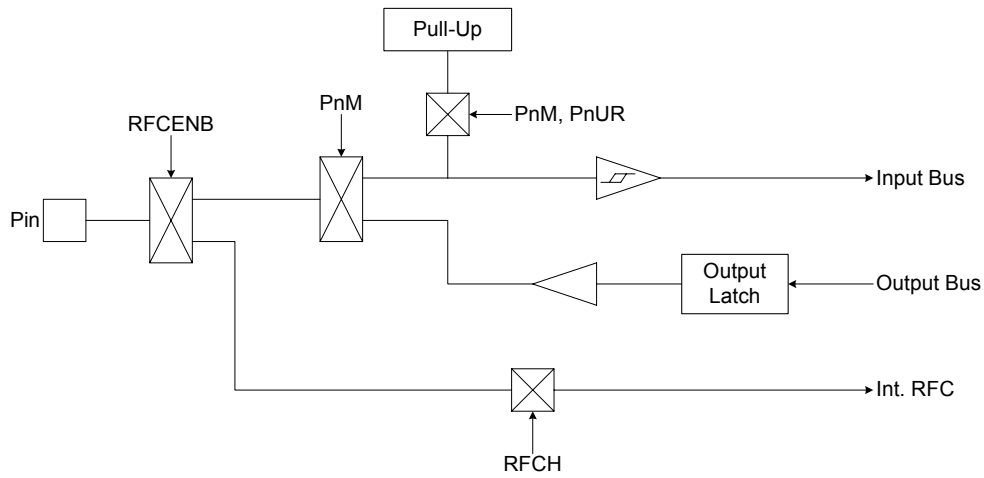 Pull-Up
PnM
PnM, PnUR
RFCENB
Pin
Input Bus
Output
Latch
Output Bus
Int. RFC
RFCH